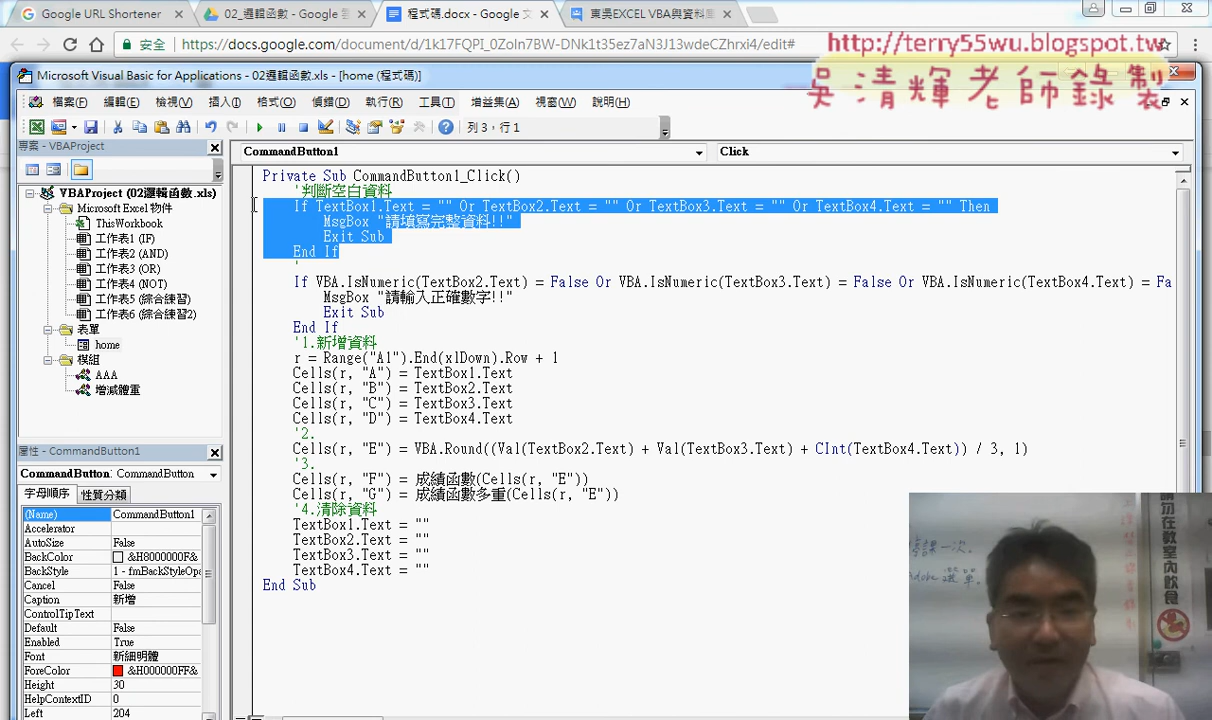 Google URL Shortener
02_邏輯函數 - Google 雲
程式碼.docx - Google 文
東吳EXCEL VBA與資料庫
安全
https://docs.google.com/document/d/1k17FQPI_0Zoln7BW-DNk1t35ez7aN3J13wdeCZhrxi4/edit#
http://terry55wu.blogspot.tw
吳清輝老師錄製
Microsoft Visual Basic for Applications - 02邏輯函數.xls - [home (程式碼)]
檔案(F) 編輯(E) 檢視(V) 插入(I) 格式(O) 偵錯(D) 執行(R) 工具(T) 增益集(A) 視窗(W) 說明(H)
列 3，行 1
專案 - VBAProject
VBAProject (02邏輯函數.xls)
Microsoft Excel 物件
ThisWorkbook
工作表1 (IF)
工作表2 (AND)
工作表3 (OR)
工作表4 (NOT)
工作表5 (綜合練習)
工作表6 (綜合練習2)
表單
home
模組
AAA
增減體重
屬性 - CommandButton1
CommandButton1 CommandButton
字母順序 性質分類
(Name) CommandButton1
Accelerator
AutoSize False
BackColor &H8000000F&
BackStyle 1 - fmBackStyleOpa
Cancel False
Caption 新增
ControlTipText
Default False
Enabled True
Font 新細明體
ForeColor &H000000FF&
Height 30
HelpContextID 0
Left 204
CommandButton1 Click
Private Sub CommandButton1_Click()
'判斷空白資料
If TextBox1.Text = "" Or TextBox2.Text = "" Or TextBox3.Text = "" Or TextBox4.Text = "" Then
MsgBox "請填寫完整資料!!"
Exit Sub
End If
'
If VBA.IsNumeric(TextBox2.Text) = False Or VBA.IsNumeric(TextBox3.Text) = False Or VBA.IsNumeric(TextBox4.Text) = Fa
MsgBox "請輸入正確數字!!"
Exit Sub
End If
'1.新增資料
r = Range("A1").End(xlDown).Row + 1
Cells(r, "A") = TextBox1.Text
Cells(r, "B") = TextBox2.Text
Cells(r, "C") = TextBox3.Text
Cells(r, "D") = TextBox4.Text
'2.
Cells(r, "E") = VBA.Round((Val(TextBox2.Text) + Val(TextBox3.Text) + CInt(TextBox4.Text)) / 3, 1)
'3.
Cells(r, "F") = 成績函數(Cells(r, "E"))
Cells(r, "G") = 成績函數多重(Cells(r, "E"))
'4.清除資料
TextBox1.Text = ""
TextBox2.Text = ""
TextBox3.Text = ""
TextBox4.Text = ""
End Sub
請勿在教室內飲食